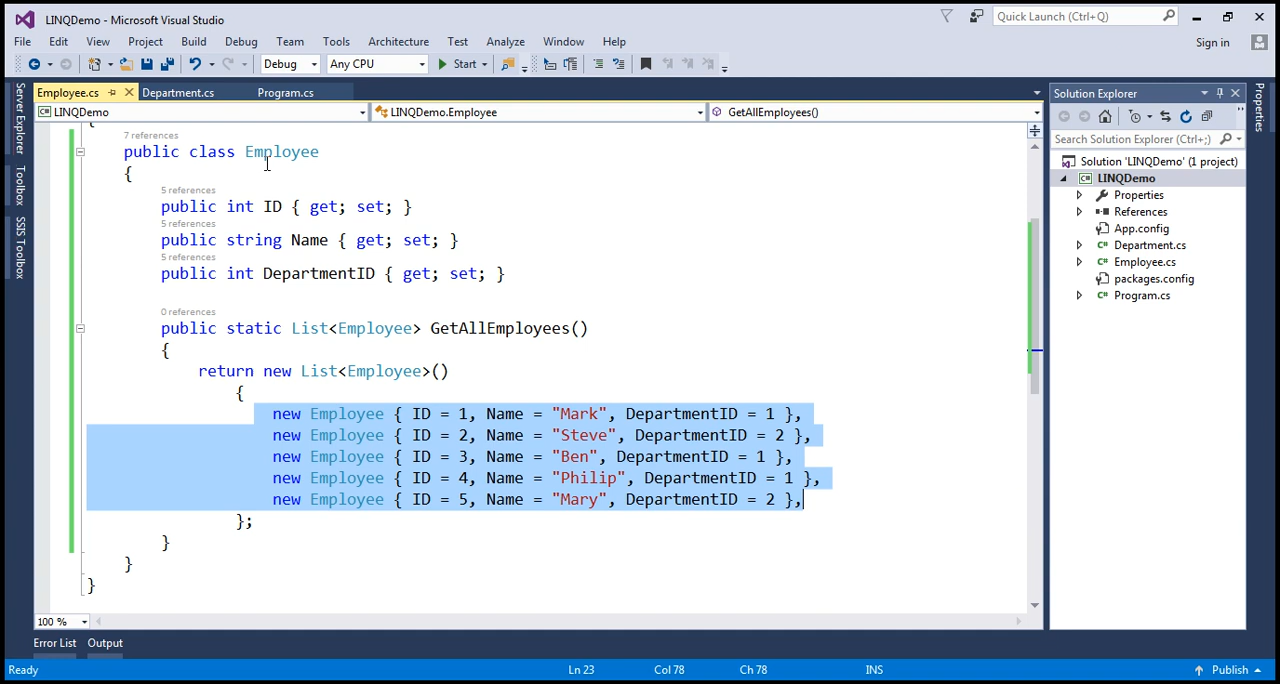 LINQDemo - Microsoft Visual Studio
Quick Launch (Ctrl+Q)
File Edit View Project Build Debug Team Tools Architecture Test Analyze Window Help
Sign in
Debug Any CPU Start
Employee.cs Department.cs Program.cs
LINQDemo LINQDemo.Employee GetAllEmployees()
{
7 references
public class Employee
{
5 references
public int ID { get; set; }
5 references
public string Name { get; set; }
5 references
public int DepartmentID { get; set; }
0 references
public static List<Employee> GetAllEmployees()
{
return new List<Employee>()
{
new Employee { ID = 1, Name = "Mark", DepartmentID = 1 },
new Employee { ID = 2, Name = "Steve", DepartmentID = 2 },
new Employee { ID = 3, Name = "Ben", DepartmentID = 1 },
new Employee { ID = 4, Name = "Philip", DepartmentID = 1 },
new Employee { ID = 5, Name = "Mary", DepartmentID = 2 },
};
}
}
}
100 %
Server Explorer
Toolbox
SSIS Toolbox
Solution Explorer
Search Solution Explorer (Ctrl+;)
Solution 'LINQDemo' (1 project)
LINQDemo
Properties
References
App.config
Department.cs
Employee.cs
packages.config
Program.cs
Properties
Error List Output
Ready Ln 23 Col 78 Ch 78 INS Publish